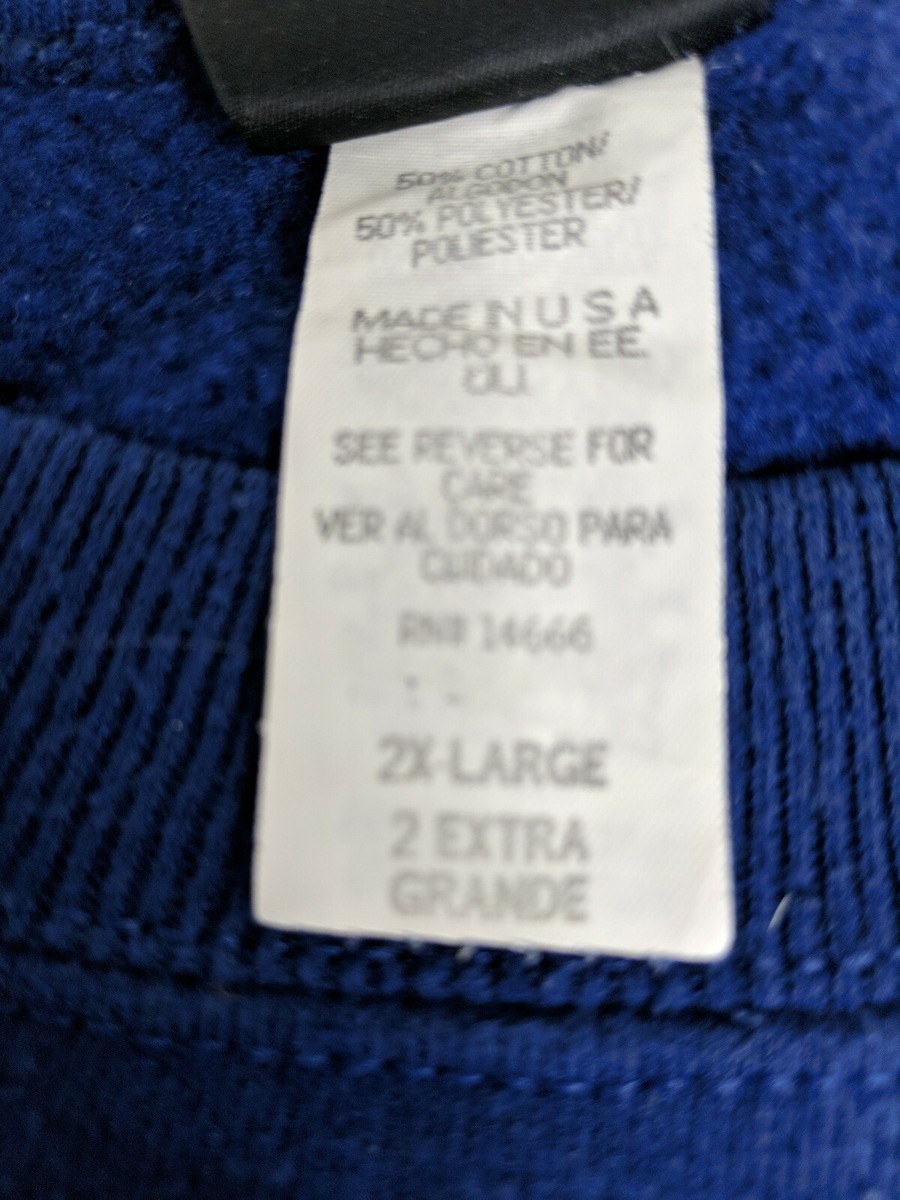 50% COTTON/
ALGODON
50% POLYESTER/
POLIESTER
MADE IN U S A
HECHO EN EE.
UU.
SEE REVERSE FOR
CARE
VER AL DORSO PARA
CUIDADO
RN# 14666
2X-LARGE
2 EXTRA
GRANDE